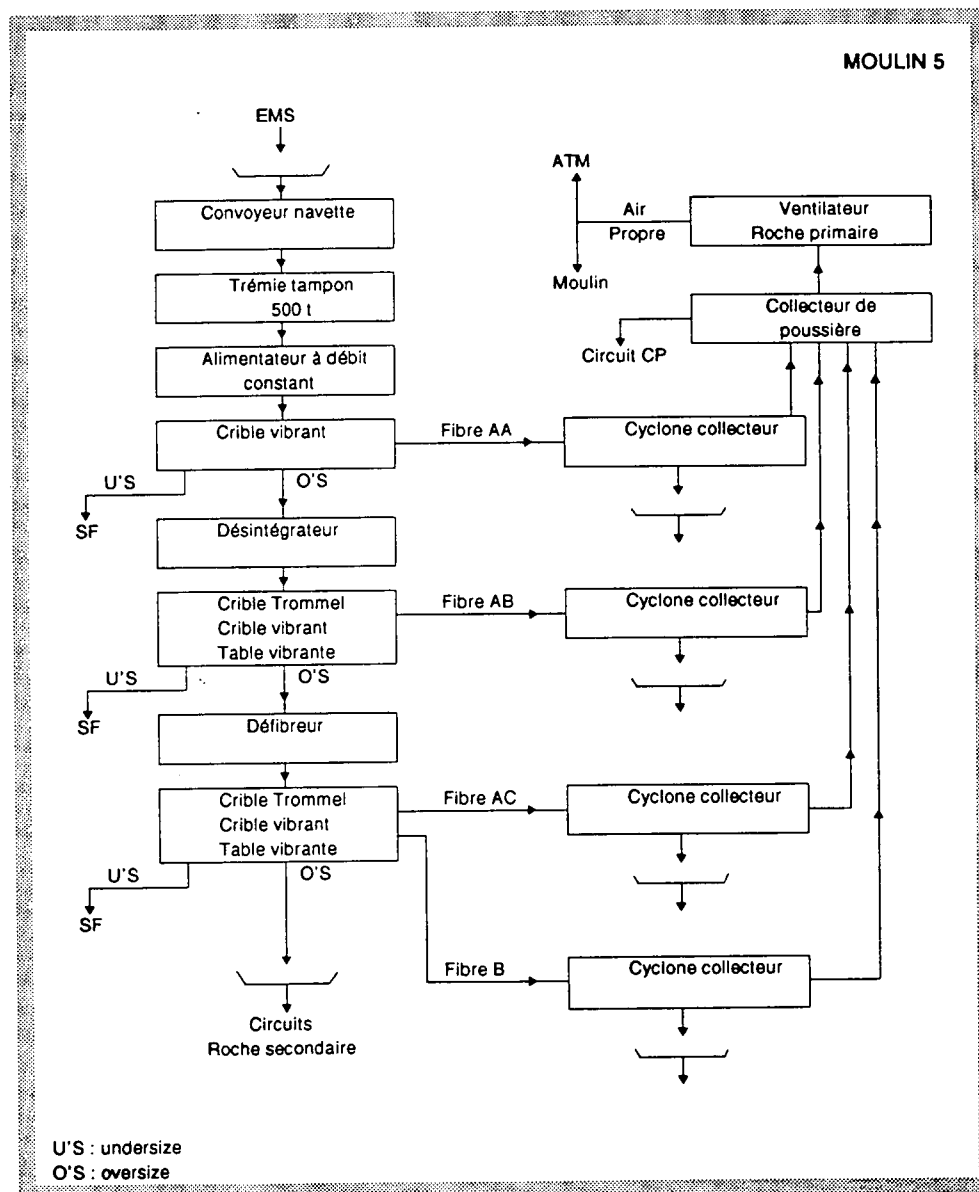 MOULIN 5
EMS
Convoyeur navette
Trémie tampon
500 t
Alimentateur à débit
constant
Crible vibrant
U'S
O'S
SF
Fibre AA
Cyclone collecteur
Désintégrateur
Crible Trommel
Crible vibrant
Table vibrante
U'S
O'S
SF
Fibre AB
Cyclone collecteur
Défibreur
Crible Trommel
Crible vibrant
Table vibrante
U'S
O'S
SF
Fibre AC
Cyclone collecteur
Fibre B
Cyclone collecteur
Circuits
Roche secondaire
ATM
Air
Propre
Moulin
Ventilateur
Roche primaire
Collecteur de
poussière
Circuit CP
U'S : undersize
O'S : oversize